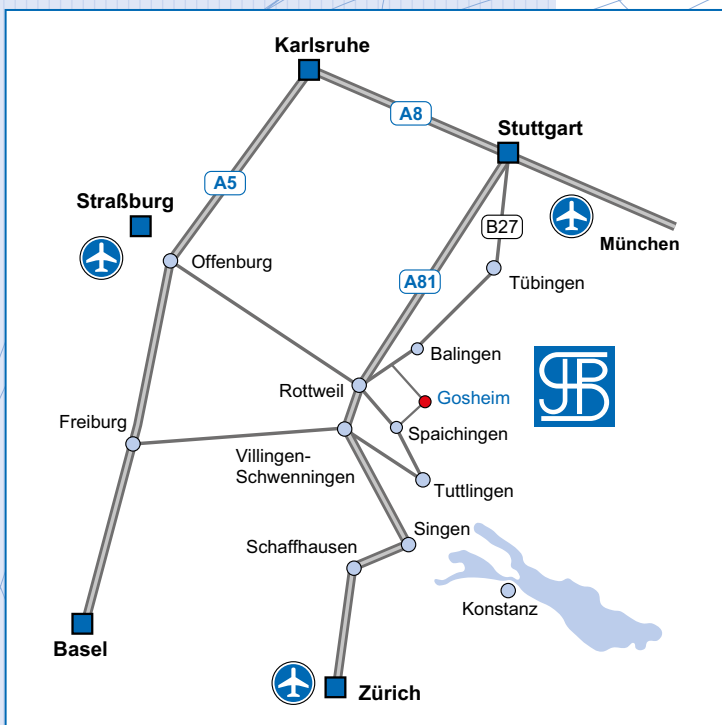 Karlsruhe
A8
Stuttgart
A5
Straßburg
B27
München
Offenburg
A81
Tübingen
Balingen
Rottweil
Gosheim
Freiburg
Spaichingen
Villingen-
Schwenningen
Tuttlingen
Singen
Schaffhausen
Konstanz
Basel
Zürich